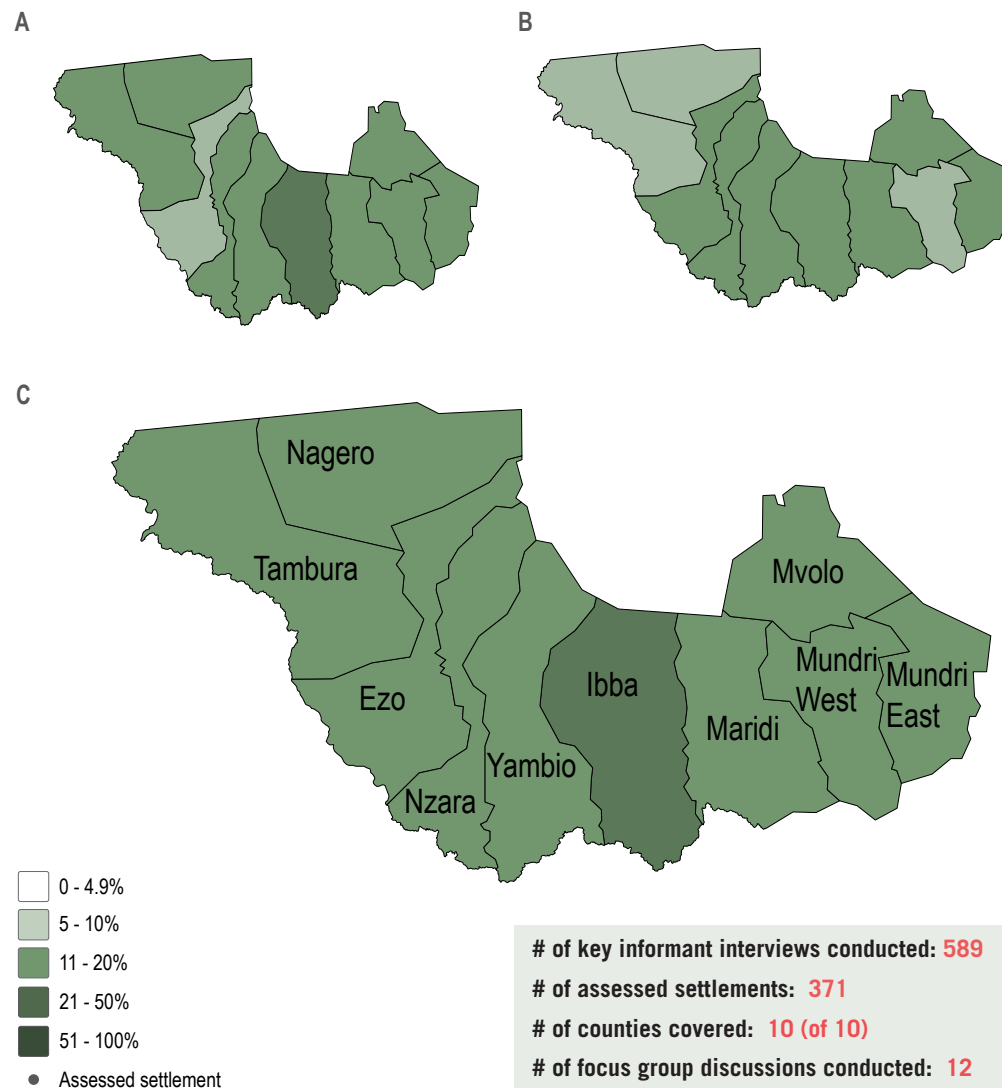 A
B
C
Nagero
Tambura
Mvolo
Ezo
Ibba
Mundri
West
Mundri
East
Maridi
Yambio
Nzara
0 - 4.9%
5 - 10%
11 - 20%
21 - 50%
51 - 100%
Assessed settlement
# of key informant interviews conducted: 589
# of assessed settlements: 371
# of counties covered: 10 (of 10)
# of focus group discussions conducted: 12